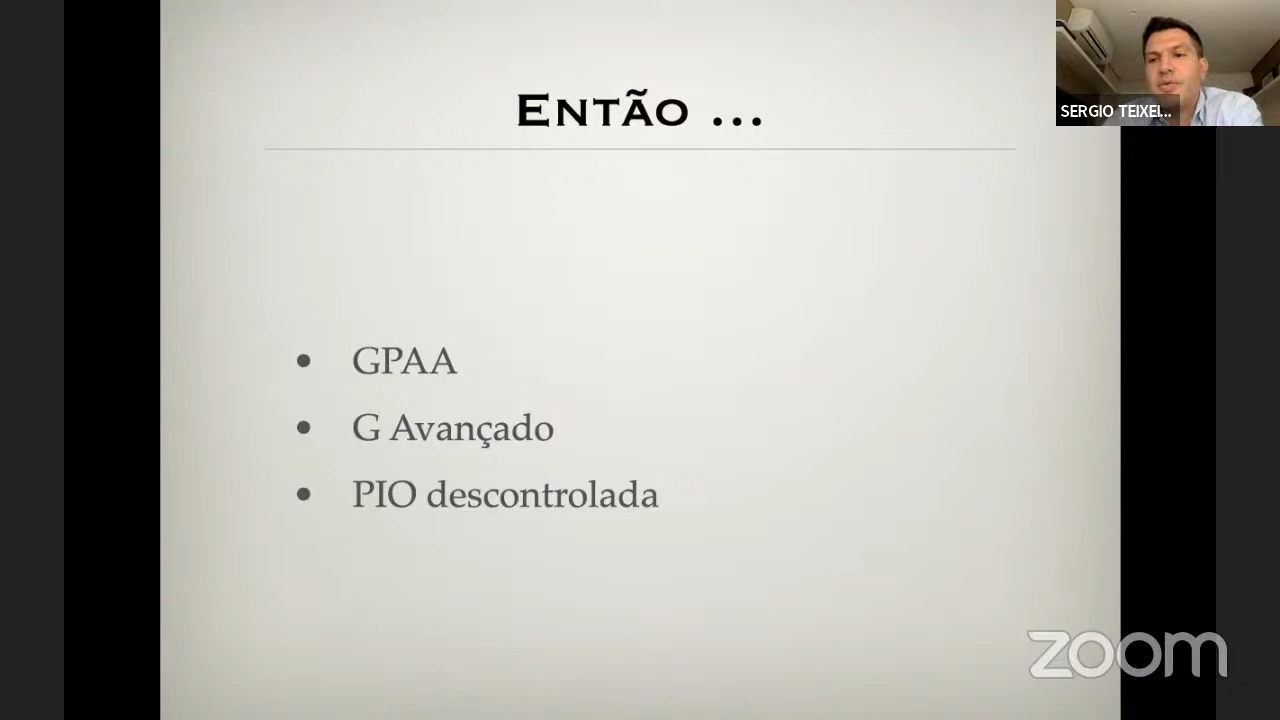 ENTÃO ...
SERGIO TEIXEI...
• GPAA
• G Avançado
• PIO descontrolada
zoom